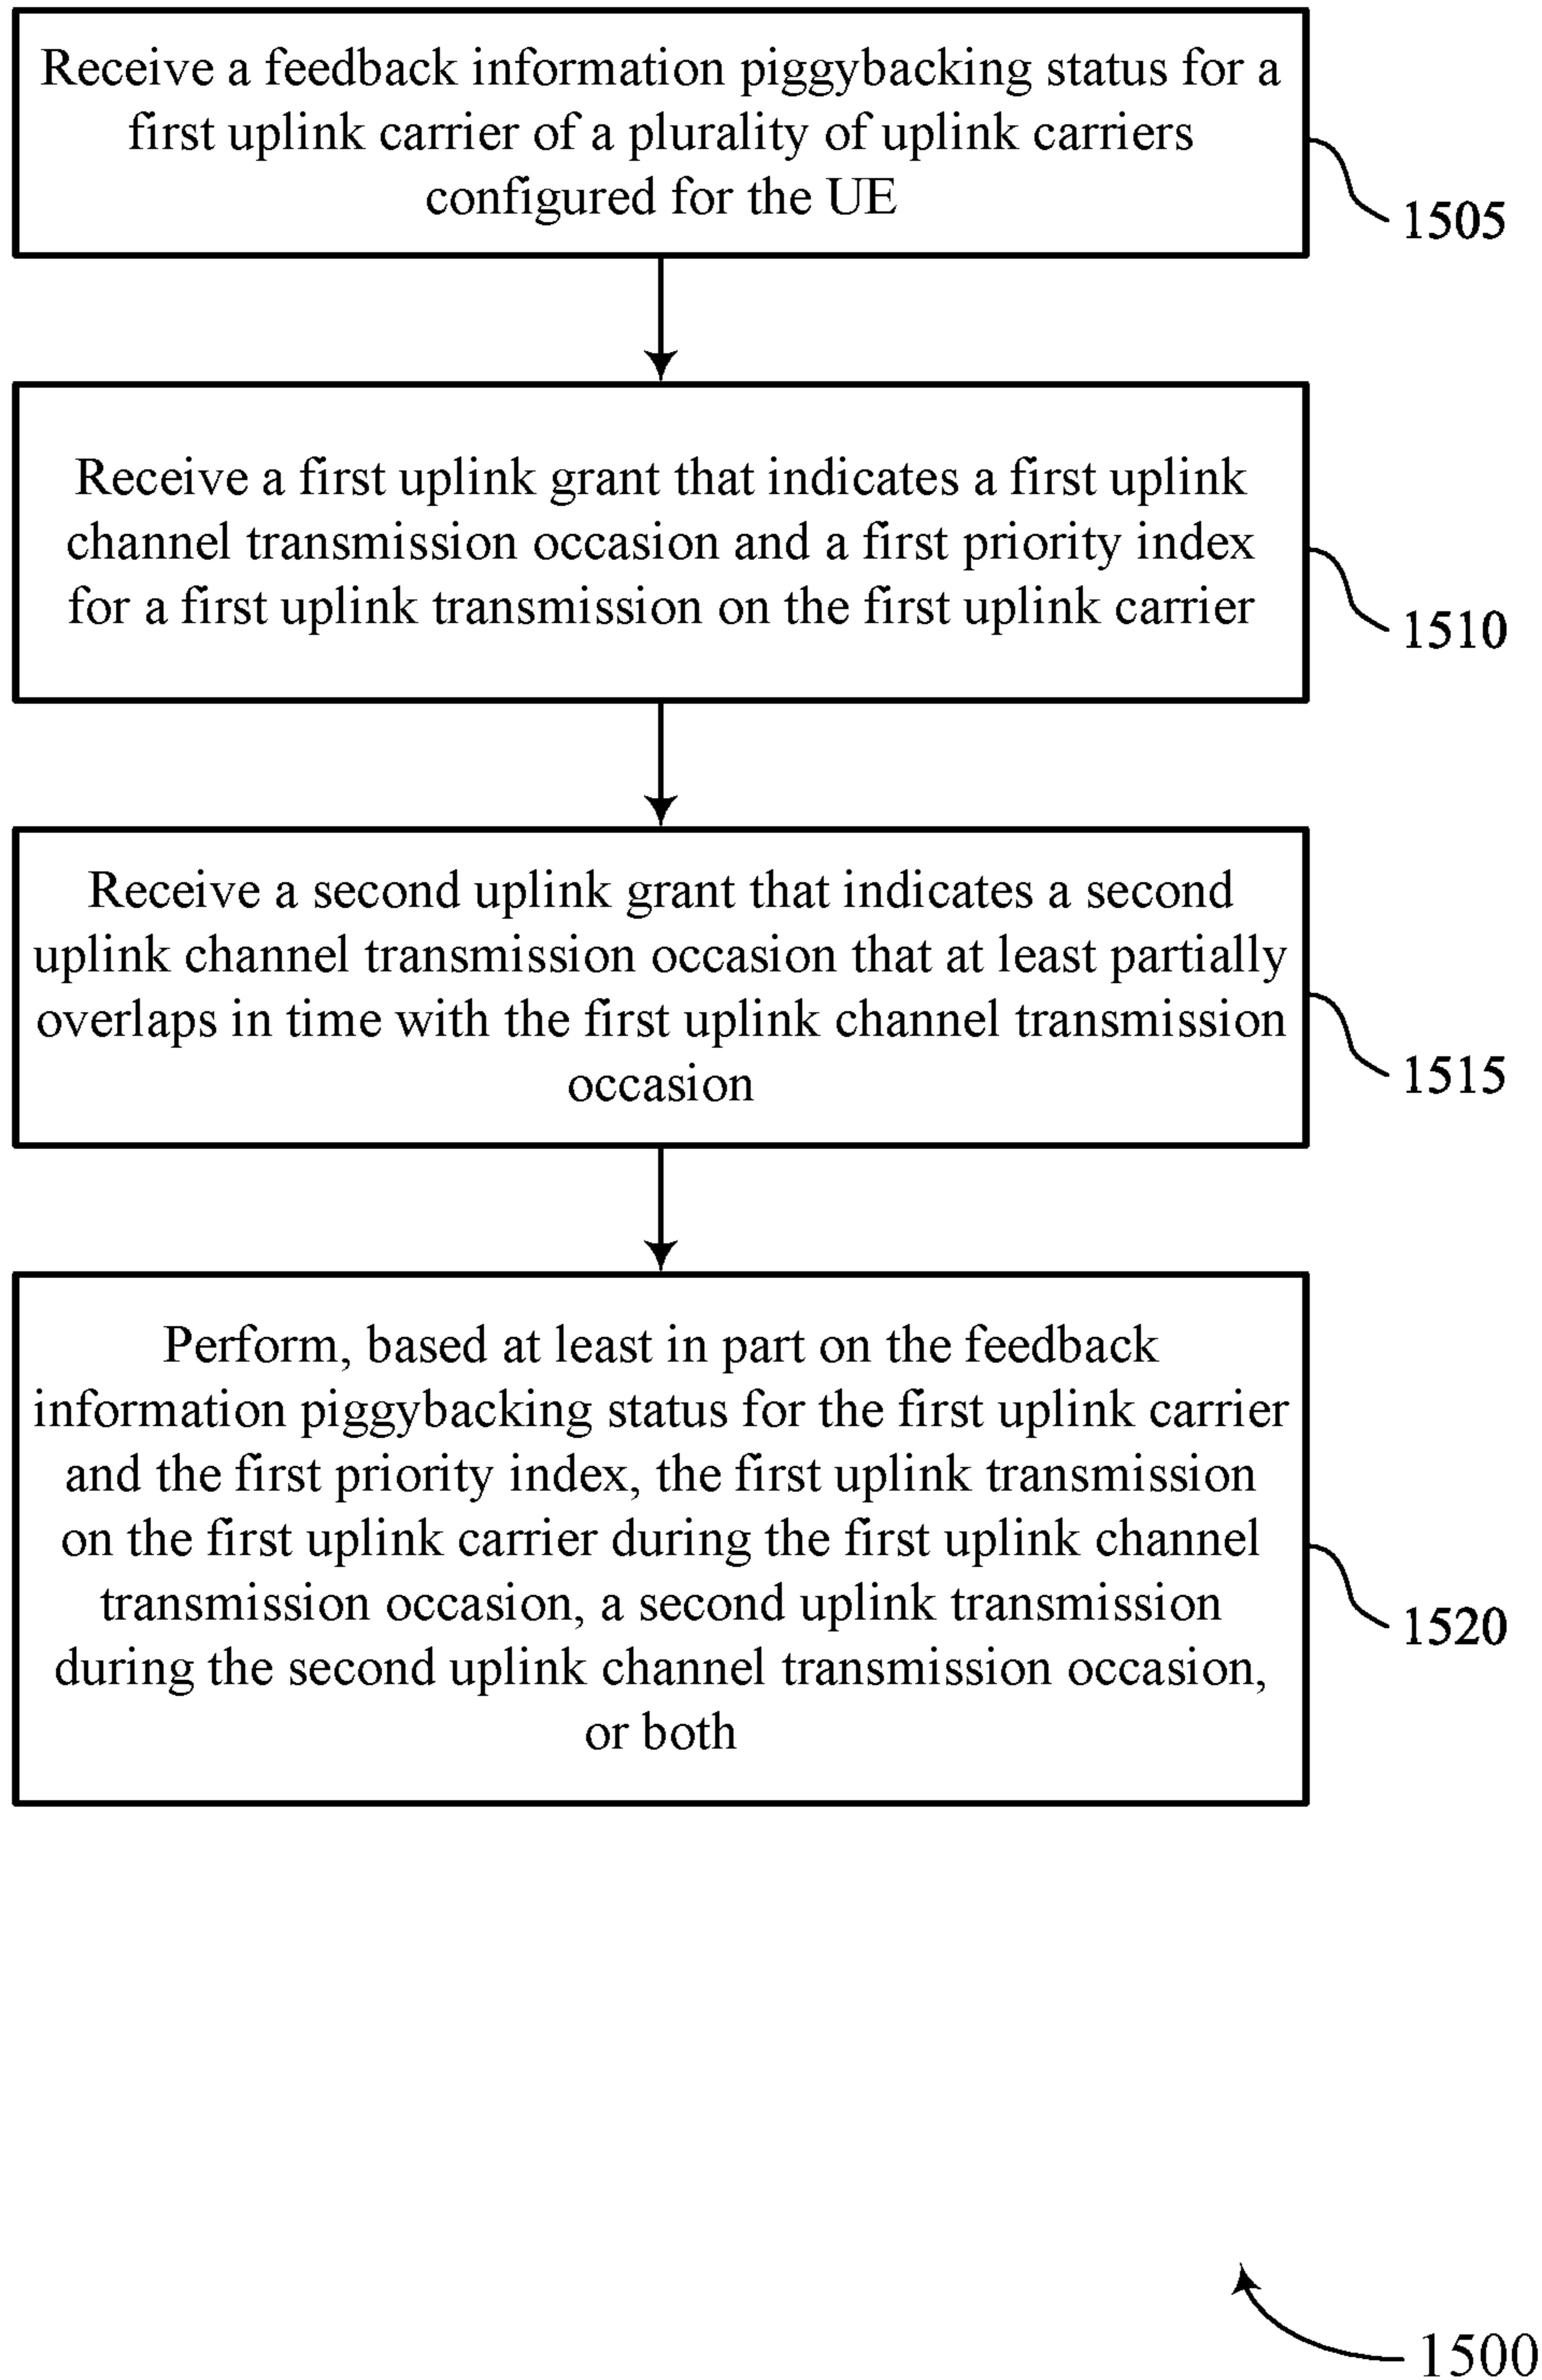 Receive a feedback information piggybacking status for a
first uplink carrier of a plurality of uplink carriers
configured for the UE
1505
Receive a first uplink grant that indicates a first uplink
channel transmission occasion and a first priority index
for a first uplink transmission on the first uplink carrier
1510
Receive a second uplink grant that indicates a second
uplink channel transmission occasion that at least partially
overlaps in time with the first uplink channel transmission
occasion
1515
Perform, based at least in part on the feedback
information piggybacking status for the first uplink carrier
and the first priority index, the first uplink transmission
on the first uplink carrier during the first uplink channel
transmission occasion, a second uplink transmission
during the second uplink channel transmission occasion,
or both
1520
1500